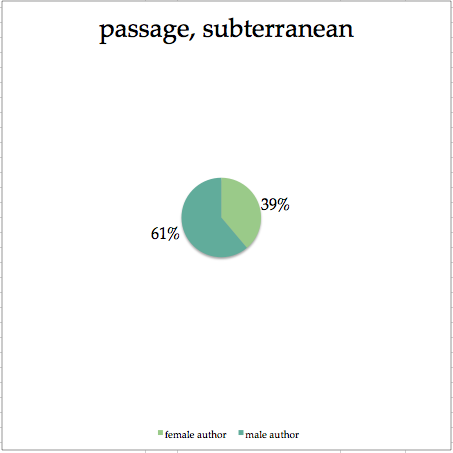 passage, subterranean
39%
61%
female author male author